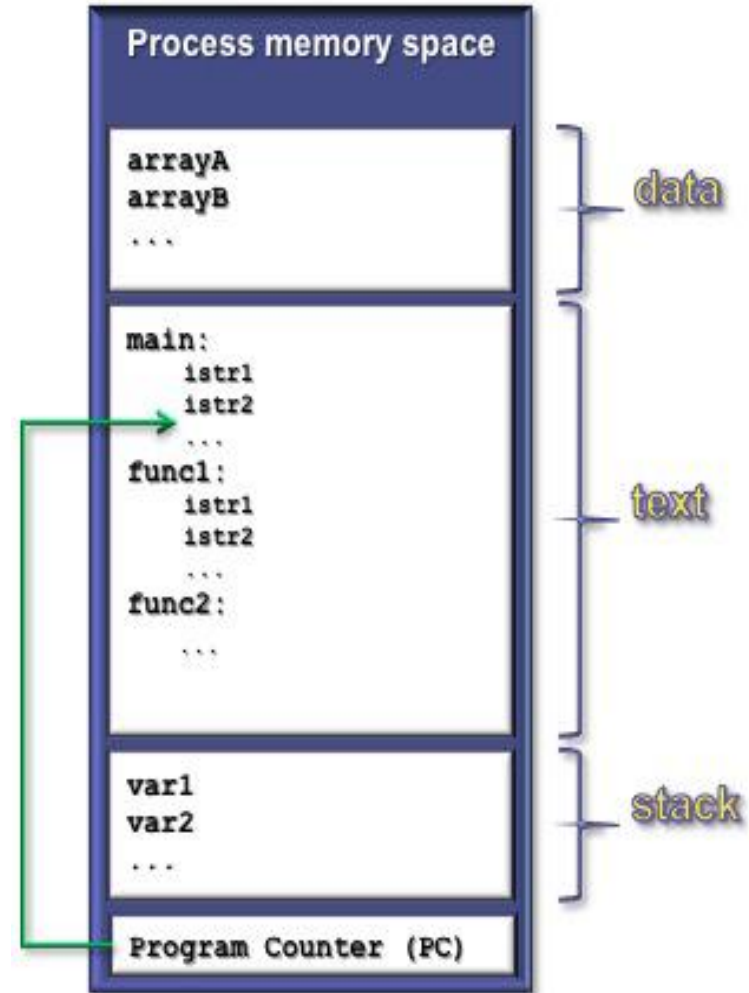 Process memory space
arrayA
arrayB
...
data
main:
istr1
istr2
...
func1:
istr1
istr2
...
func2:
...
text
var1
var2
...
stack
Program Counter (PC)